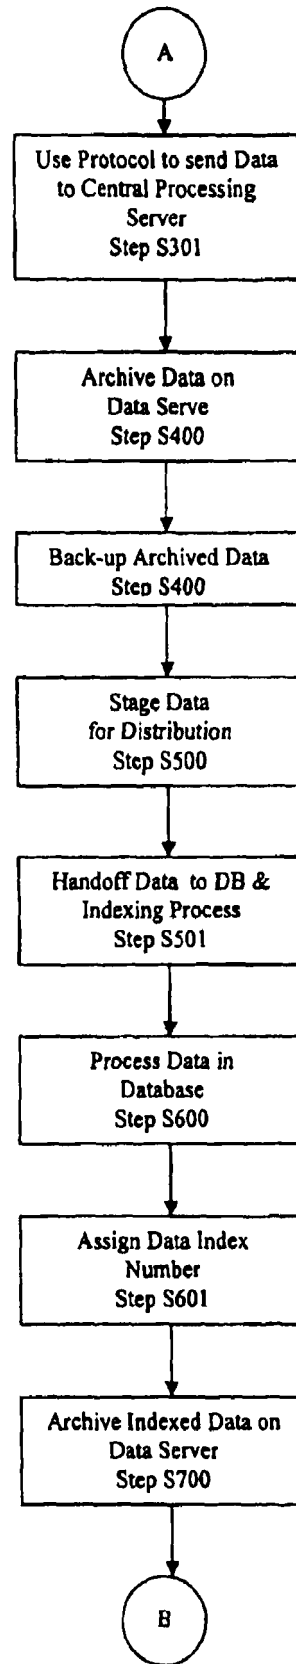 A
Use Protocol to send Data
to Central Processing
Server
Step S301
Archive Data on
Data Serve
Step S400
Back-up Archived Data
Step S400
Stage Data
for Distribution
Step S500
Handoff Data to DB &
Indexing Process
Step S501
Process Data in
Database
Step S600
Assign Data Index
Number
Step S601
Archive Indexed Data on
Data Server
Step S700
B